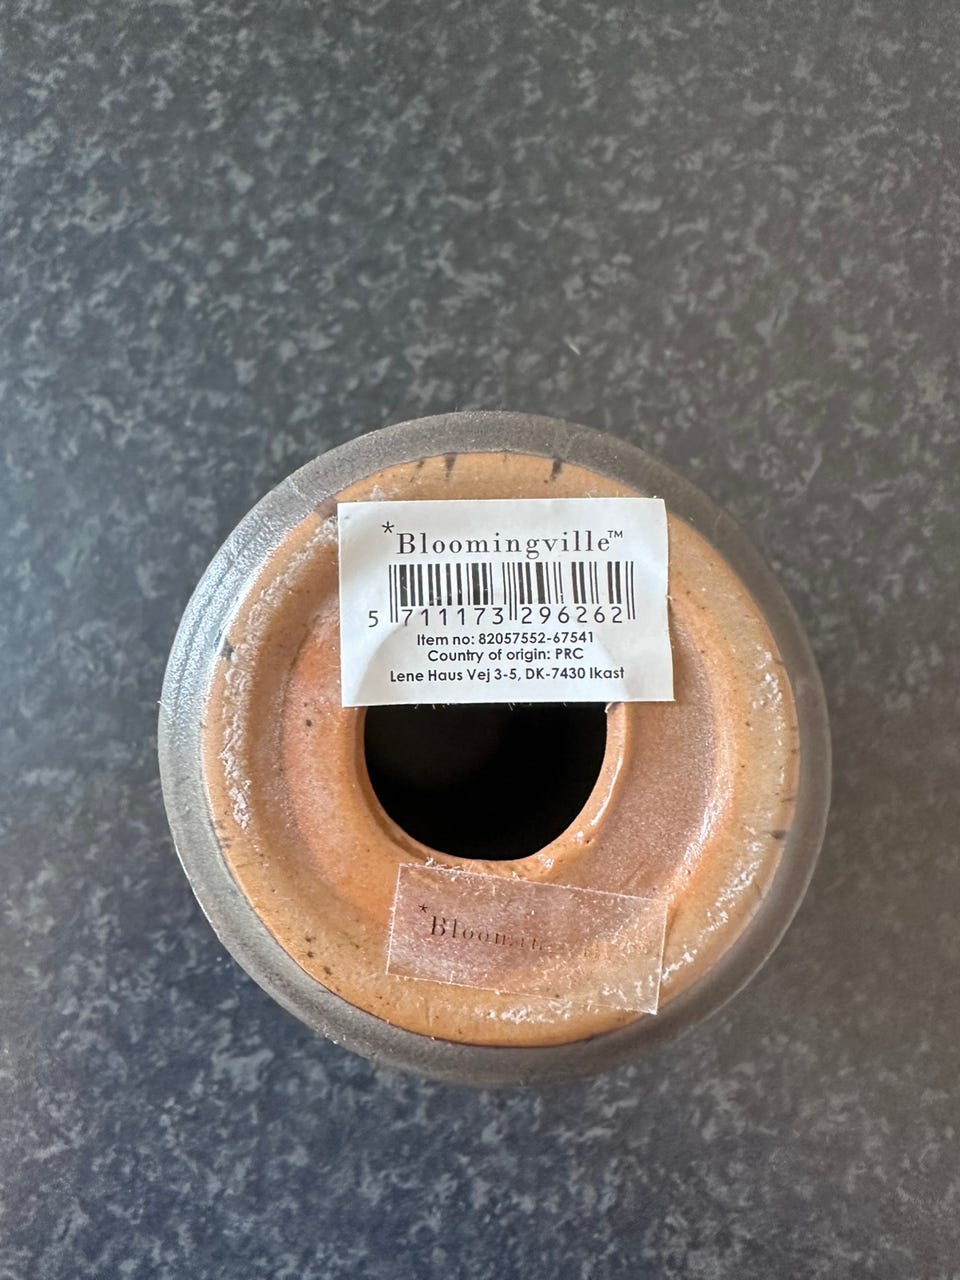 *Bloomingville™
5 711173 296262
Item no: 82057552-67541
Country of origin: PRC
Lene Haus Vej 3-5, DK-7430 Ikast